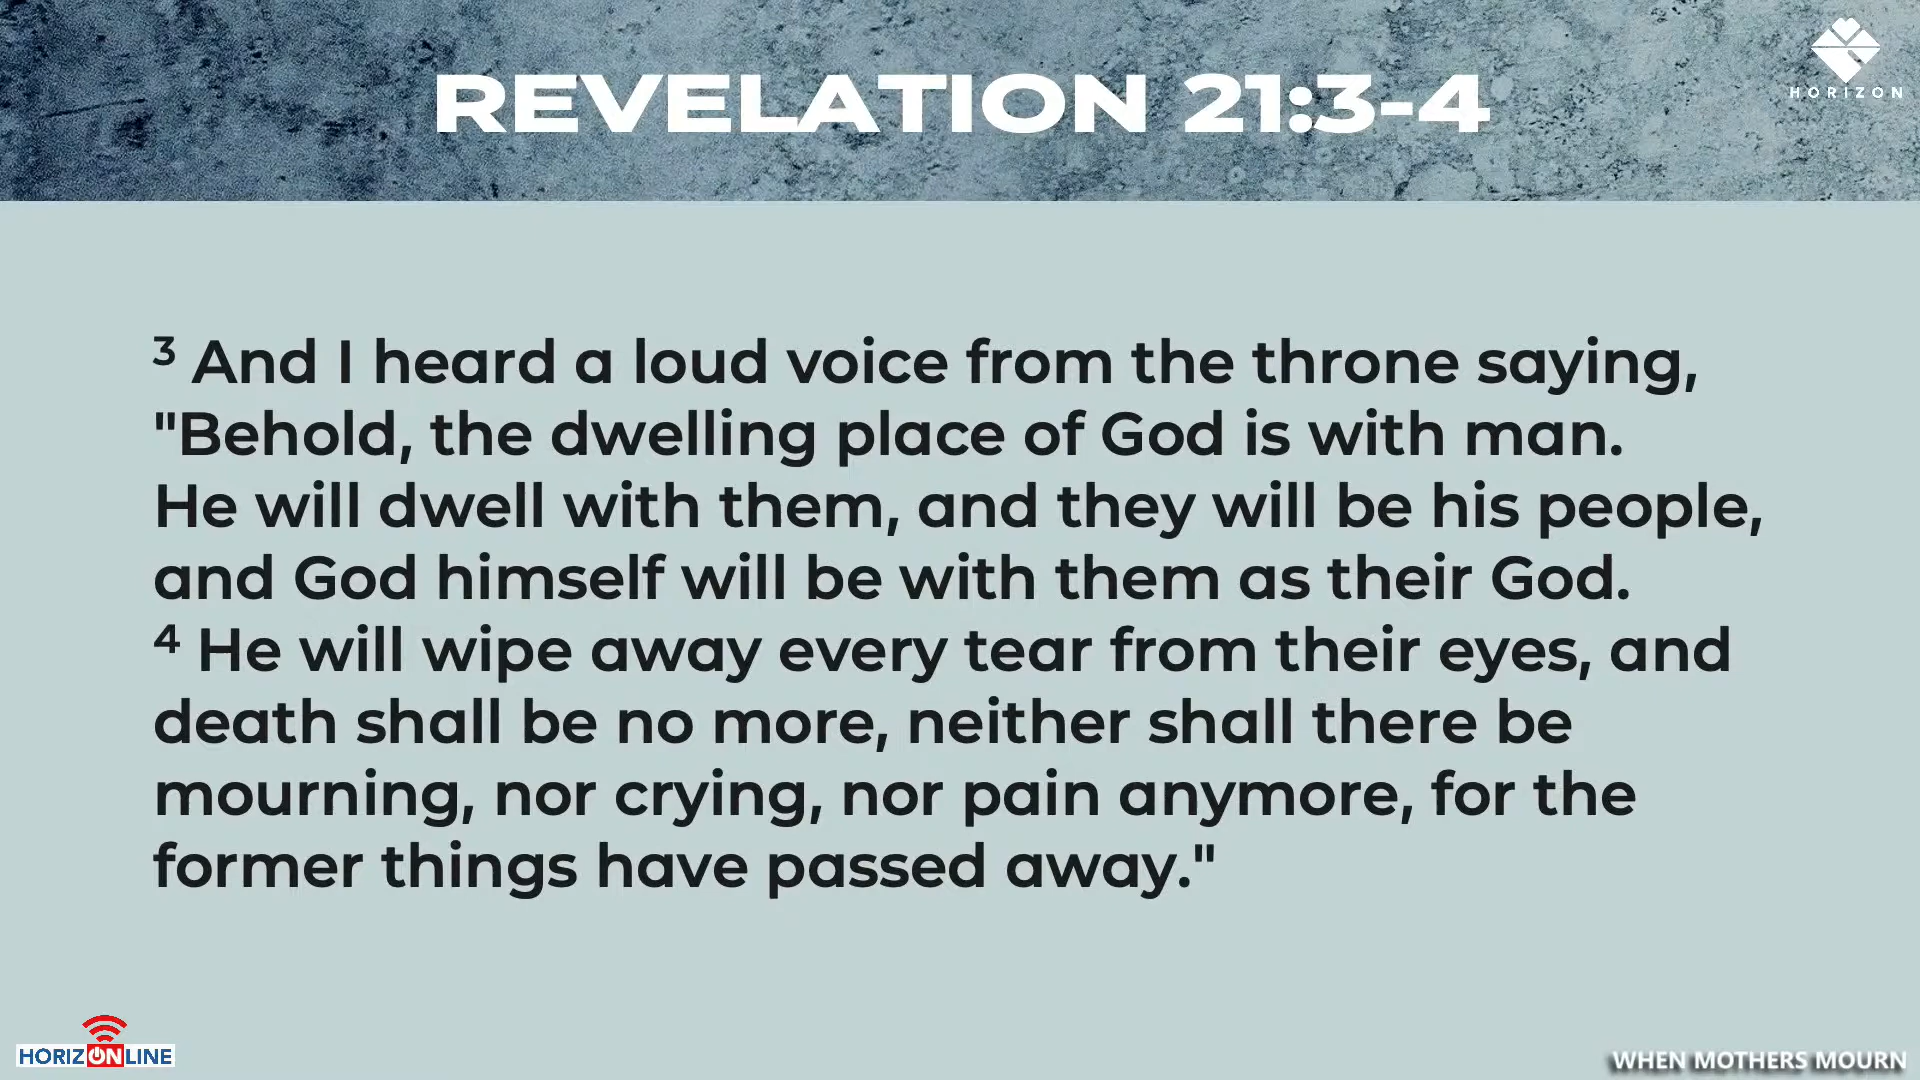 REVELATION 21:3-4
HORIZON
³ And I heard a loud voice from the throne saying,
"Behold, the dwelling place of God is with man.
He will dwell with them, and they will be his people,
and God himself will be with them as their God.
⁴ He will wipe away every tear from their eyes, and
death shall be no more, neither shall there be
mourning, nor crying, nor pain anymore, for the
former things have passed away."
HORIZONLINE
WHEN MOTHERS MOURN